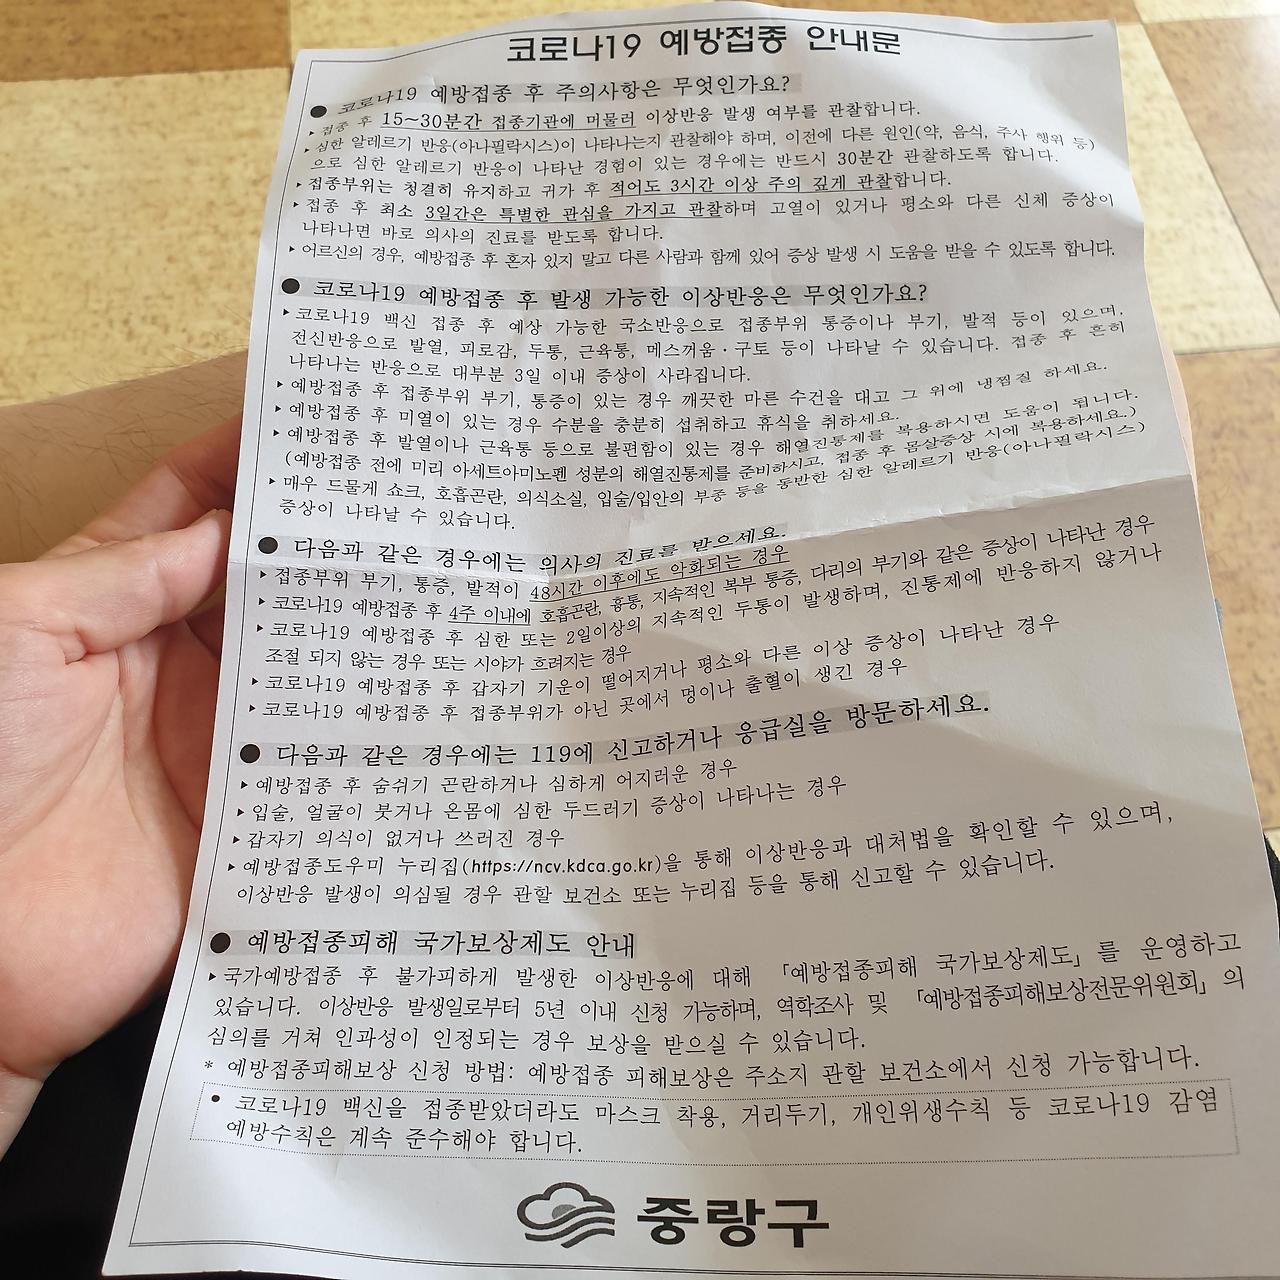 코로나19 예방접종 안내문
● 코로나19 예방접종 후 주의사항은 무엇인가요?
▸접종 후 15~30분간 접종기관에 머물러 이상반응 발생 여부를 관찰합니다.
▸심한 알레르기 반응(아나필락시스)이 나타나는지 관찰해야 하며, 이전에 다른 원인(약, 음식, 주사 행위 등)
으로 심한 알레르기 반응이 나타난 경험이 있는 경우에는 반드시 30분간 관찰하도록 합니다.
▸접종부위는 청결히 유지하고 귀가 후 적어도 3시간 이상 주의 깊게 관찰합니다.
▸접종 후 최소 3일간은 특별한 관심을 가지고 관찰하며 고열이 있거나 평소와 다른 신체 증상이
나타나면 바로 의사의 진료를 받도록 합니다.
▸어르신의 경우, 예방접종 후 혼자 있지 말고 다른 사람과 함께 있어 증상 발생 시 도움을 받을 수 있도록 합니다.
● 코로나19 예방접종 후 발생 가능한 이상반응은 무엇인가요?
▸코로나19 백신 접종 후 예상 가능한 국소반응으로 접종부위 통증이나 부기, 발적 등이 있으며,
전신반응으로 발열, 피로감, 두통, 근육통, 메스꺼움·구토 등이 나타날 수 있습니다. 접종 후 흔히
나타나는 반응으로 대부분 3일 이내 증상이 사라집니다.
▸예방접종 후 접종부위 부기, 통증이 있는 경우 깨끗한 마른 수건을 대고 그 위에 냉찜질 하세요.
▸예방접종 후 미열이 있는 경우 수분을 충분히 섭취하고 휴식을 취하세요.
▸예방접종 후 발열이나 근육통 등으로 불편함이 있는 경우 해열진통제를 복용하시면 도움이 됩니다.
(예방접종 전에 미리 아세트아미노펜 성분의 해열진통제를 준비하시고, 접종 후 몸살증상 시에 복용하세요.)
▸매우 드물게 쇼크, 호흡곤란, 의식소실, 입술/입안의 부종 등을 동반한 심한 알레르기 반응(아나필락시스)
증상이 나타날 수 있습니다.
● 다음과 같은 경우에는 의사의 진료를 받으세요.
▸접종부위 부기, 통증, 발적이 48시간 이후에도 악화되는 경우
▸코로나19 예방접종 후 4주 이내에 호흡곤란, 흉통, 지속적인 복부 통증, 다리의 부기와 같은 증상이 나타난 경우
▸코로나19 예방접종 후 심한 또는 2일이상의 지속적인 두통이 발생하며, 진통제에 반응하지 않거나
조절 되지 않는 경우 또는 시야가 흐려지는 경우
▸코로나19 예방접종 후 갑자기 기운이 떨어지거나 평소와 다른 이상 증상이 나타난 경우
▸코로나19 예방접종 후 접종부위가 아닌 곳에서 멍이나 출혈이 생긴 경우
● 다음과 같은 경우에는 119에 신고하거나 응급실을 방문하세요.
▸예방접종 후 숨쉬기 곤란하거나 심하게 어지러운 경우
▸입술, 얼굴이 붓거나 온몸에 심한 두드러기 증상이 나타나는 경우
▸갑자기 의식이 없거나 쓰러진 경우
▸예방접종도우미 누리집(https://ncv.kdca.go.kr)을 통해 이상반응과 대처법을 확인할 수 있으며,
이상반응 발생이 의심될 경우 관할 보건소 또는 누리집 등을 통해 신고할 수 있습니다.
● 예방접종피해 국가보상제도 안내
▸국가예방접종 후 불가피하게 발생한 이상반응에 대해 「예방접종피해 국가보상제도」를 운영하고
있습니다. 이상반응 발생일로부터 5년 이내 신청 가능하며, 역학조사 및 「예방접종피해보상전문위원회」의
심의를 거쳐 인과성이 인정되는 경우 보상을 받으실 수 있습니다.
* 예방접종피해보상 신청 방법: 예방접종 피해보상은 주소지 관할 보건소에서 신청 가능합니다.
• 코로나19 백신을 접종받았더라도 마스크 착용, 거리두기, 개인위생수칙 등 코로나19 감염
예방수칙은 계속 준수해야 합니다.
중랑구